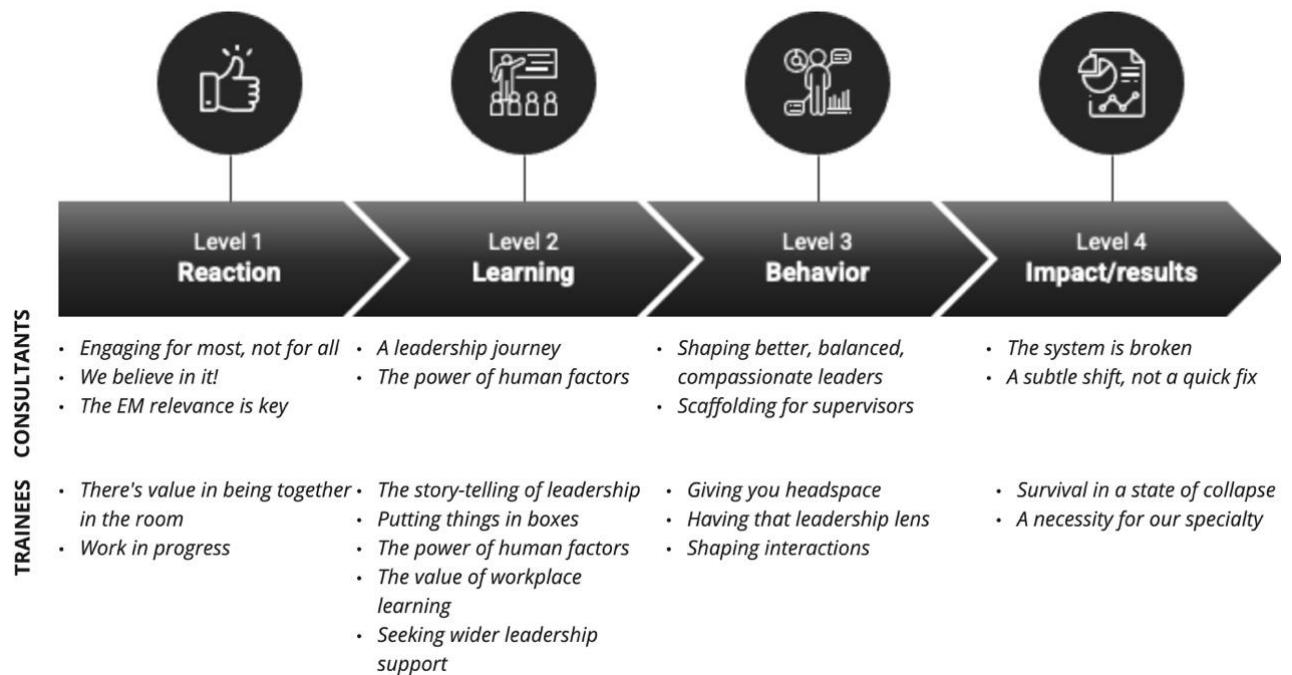 Level 1
Reaction
Level 2
Learning
Level 3
Behavior
Level 4
Impact/results
CONSULTANTS
• Engaging for most, not for all
• We believe in it!
• The EM relevance is key
• A leadership journey
• The power of human factors
• Shaping better, balanced,
compassionate leaders
• Scaffolding for supervisors
• The system is broken
• A subtle shift, not a quick fix
TRAINEES
• There's value in being together
in the room
• Work in progress
• The story-telling of leadership
• Putting things in boxes
• The power of human factors
• The value of workplace
learning
• Seeking wider leadership
support
• Giving you headspace
• Having that leadership lens
• Shaping interactions
• Survival in a state of collapse
• A necessity for our specialty